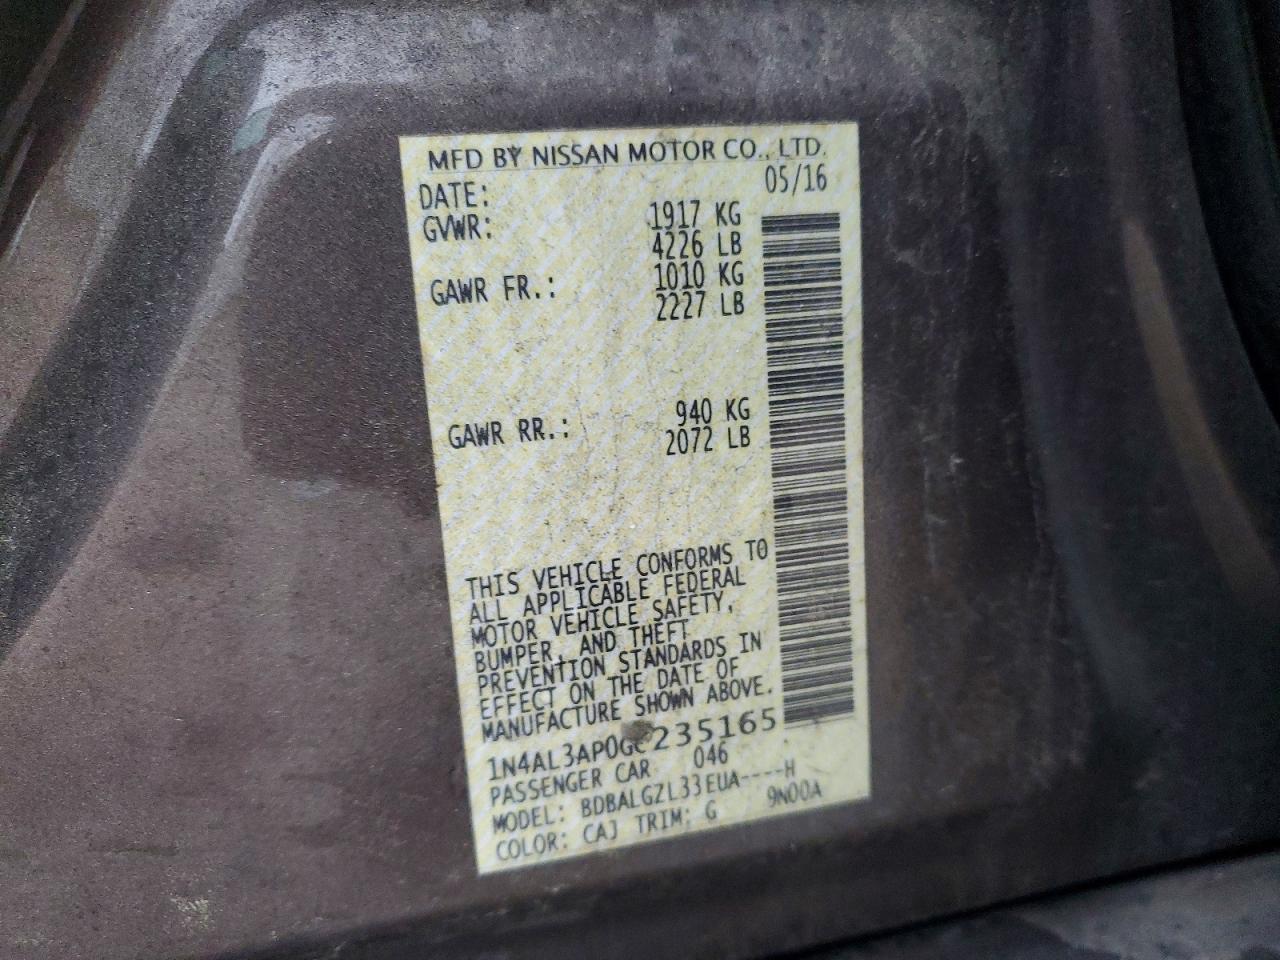 MFD BY NISSAN MOTOR CO., LTD.
DATE: 05/16
GVWR: 1917 KG
4226 LB
GAWR FR.: 1010 KG
2227 LB
GAWR RR.: 940 KG
2072 LB
THIS VEHICLE CONFORMS TO
ALL APPLICABLE FEDERAL
MOTOR VEHICLE SAFETY,
BUMPER, AND THEFT
PREVENTION STANDARDS IN
EFFECT ON THE DATE OF
MANUFACTURE SHOWN ABOVE.
1N4AL3AP0GC235165
PASSENGER CAR 046
MODEL: BDBALGZL33EUA----H
COLOR: CAJ TRIM: G 9N00A